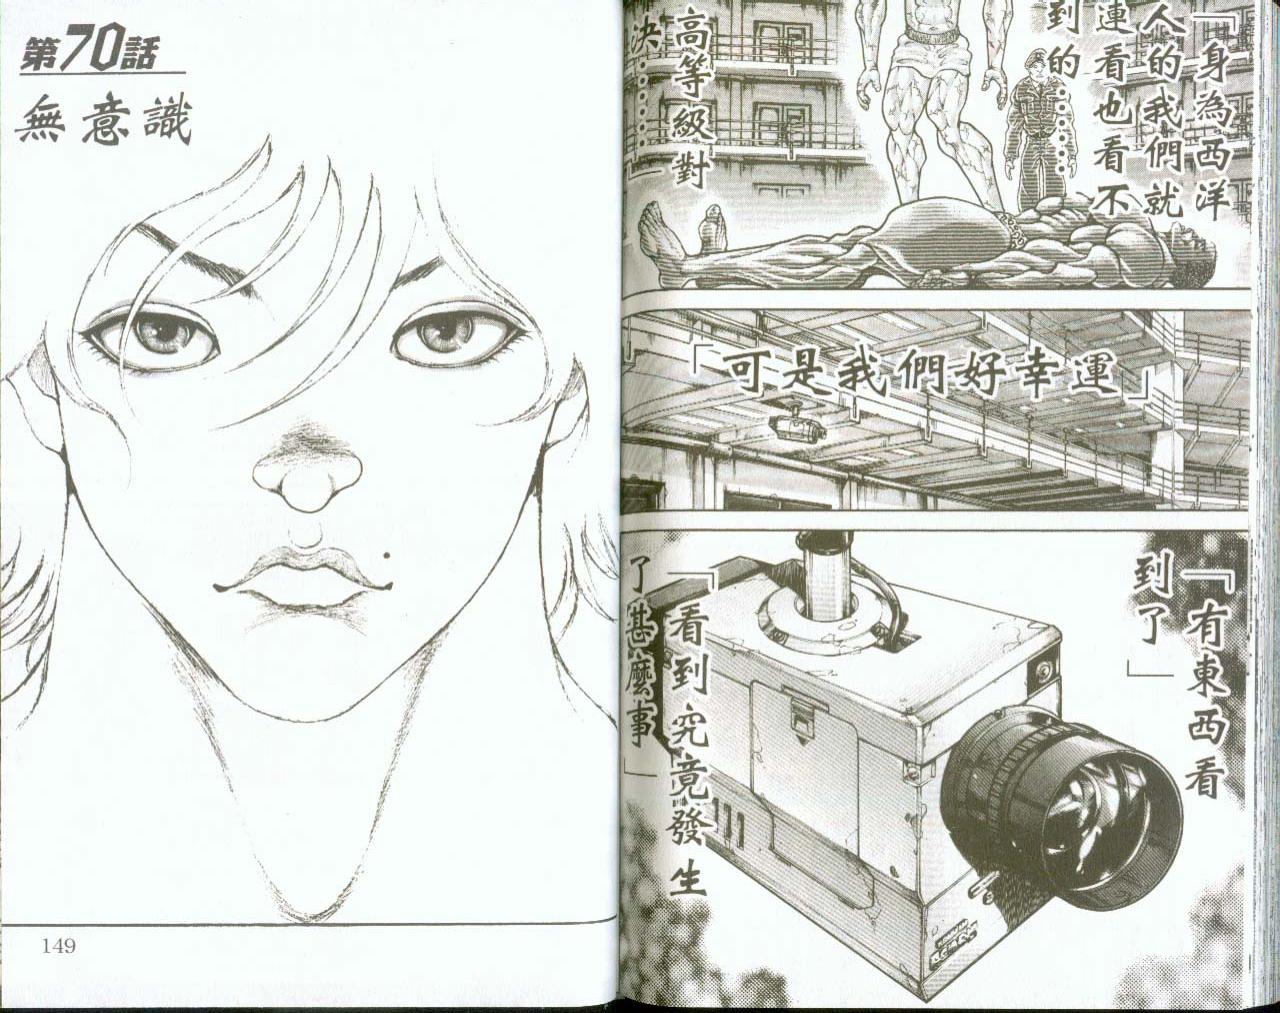 「身為西洋
人的我們就
連看也看不
到的⋯⋯
高等級對
決⋯⋯」
「可是我們好幸運」
「有東西看
到了」
「看到究竟發生
了甚麼事」
第70話
無意識
149